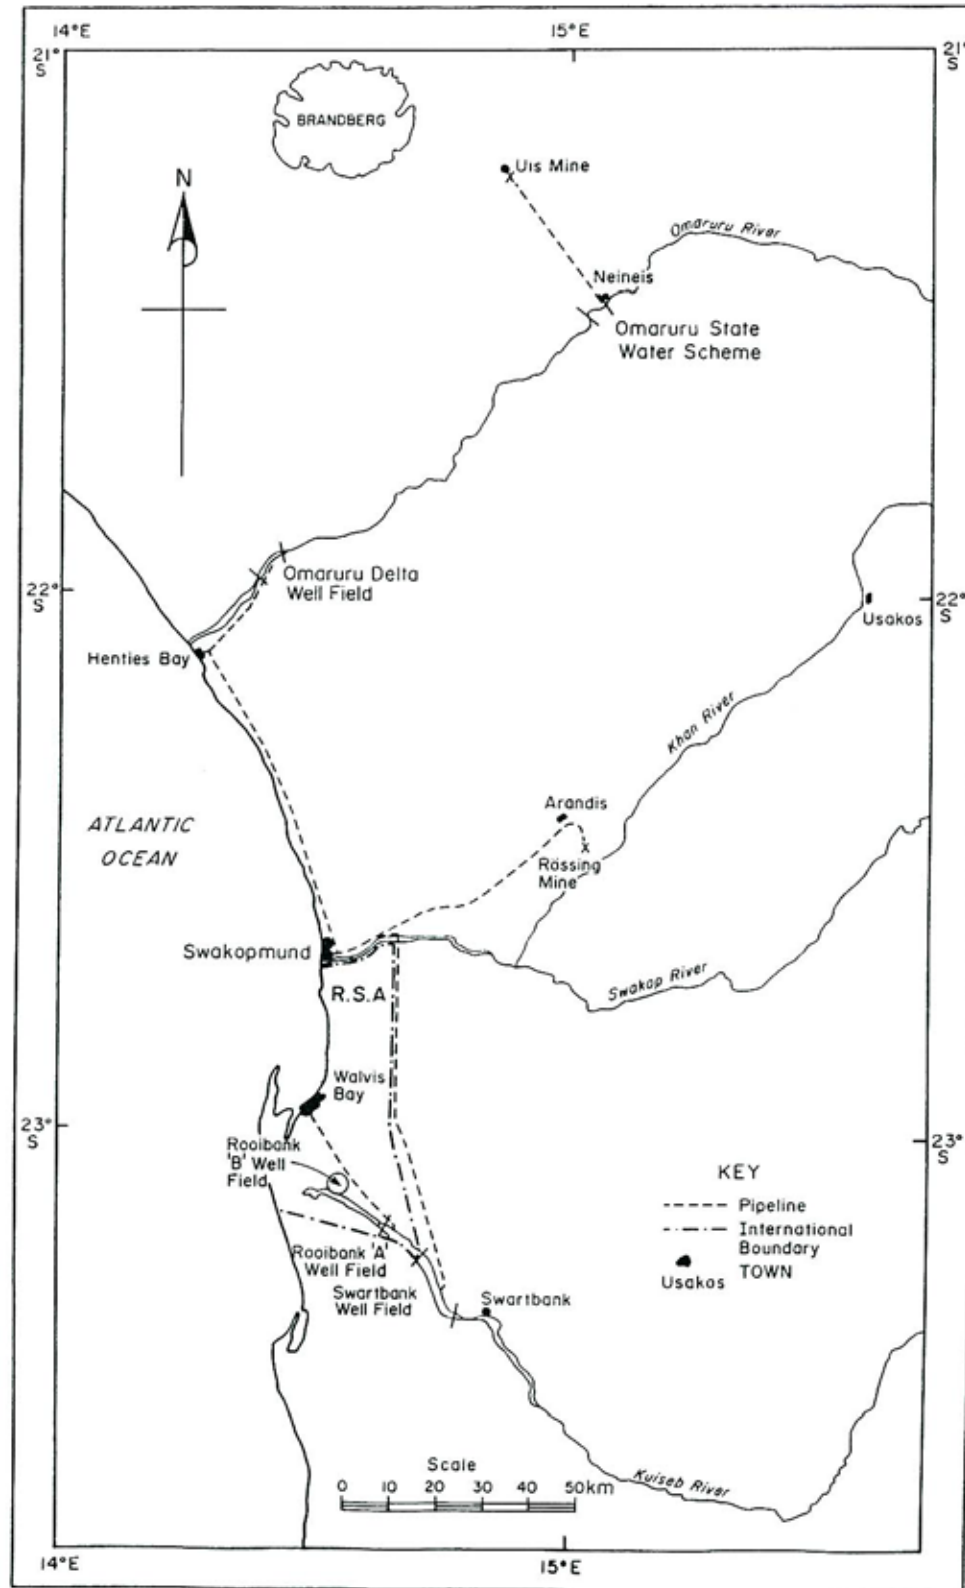 14°E
15°E
21°
S
21°
S
BRANDBERG
Uis Mine
N
Omaruru River
Neineis
Omaruru State
Water Scheme
Omaruru Delta
Well Field
22°
S
22°
S
Usakos
Henties Bay
Khan River
ATLANTIC
OCEAN
Arandis
Rössing
Mine
Swakopmund
R.S.A
Swakop River
Walvis
Bay
23°
S
23°
S
Rooibank
'B' Well
Field
KEY
Pipeline
International
Boundary
Usakos TOWN
Rooibank 'A'
Well Field
Swartbank
Well Field
Swartbank
Scale
0 10 20 30 40 50km
Kuiseb River
14°E
15°E